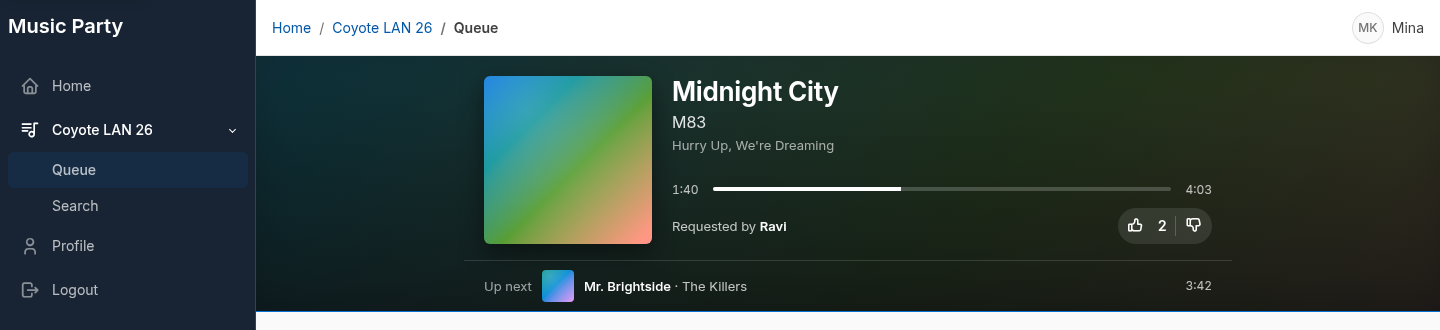 Music Party
Home
Coyote LAN 26
Queue
Search
Profile
Logout
Home / Coyote LAN 26 / Queue
MK Mina
Midnight City
M83
Hurry Up, We're Dreaming
1:40 4:03
Requested by Ravi
2
Up next Mr. Brightside · The Killers 3:42